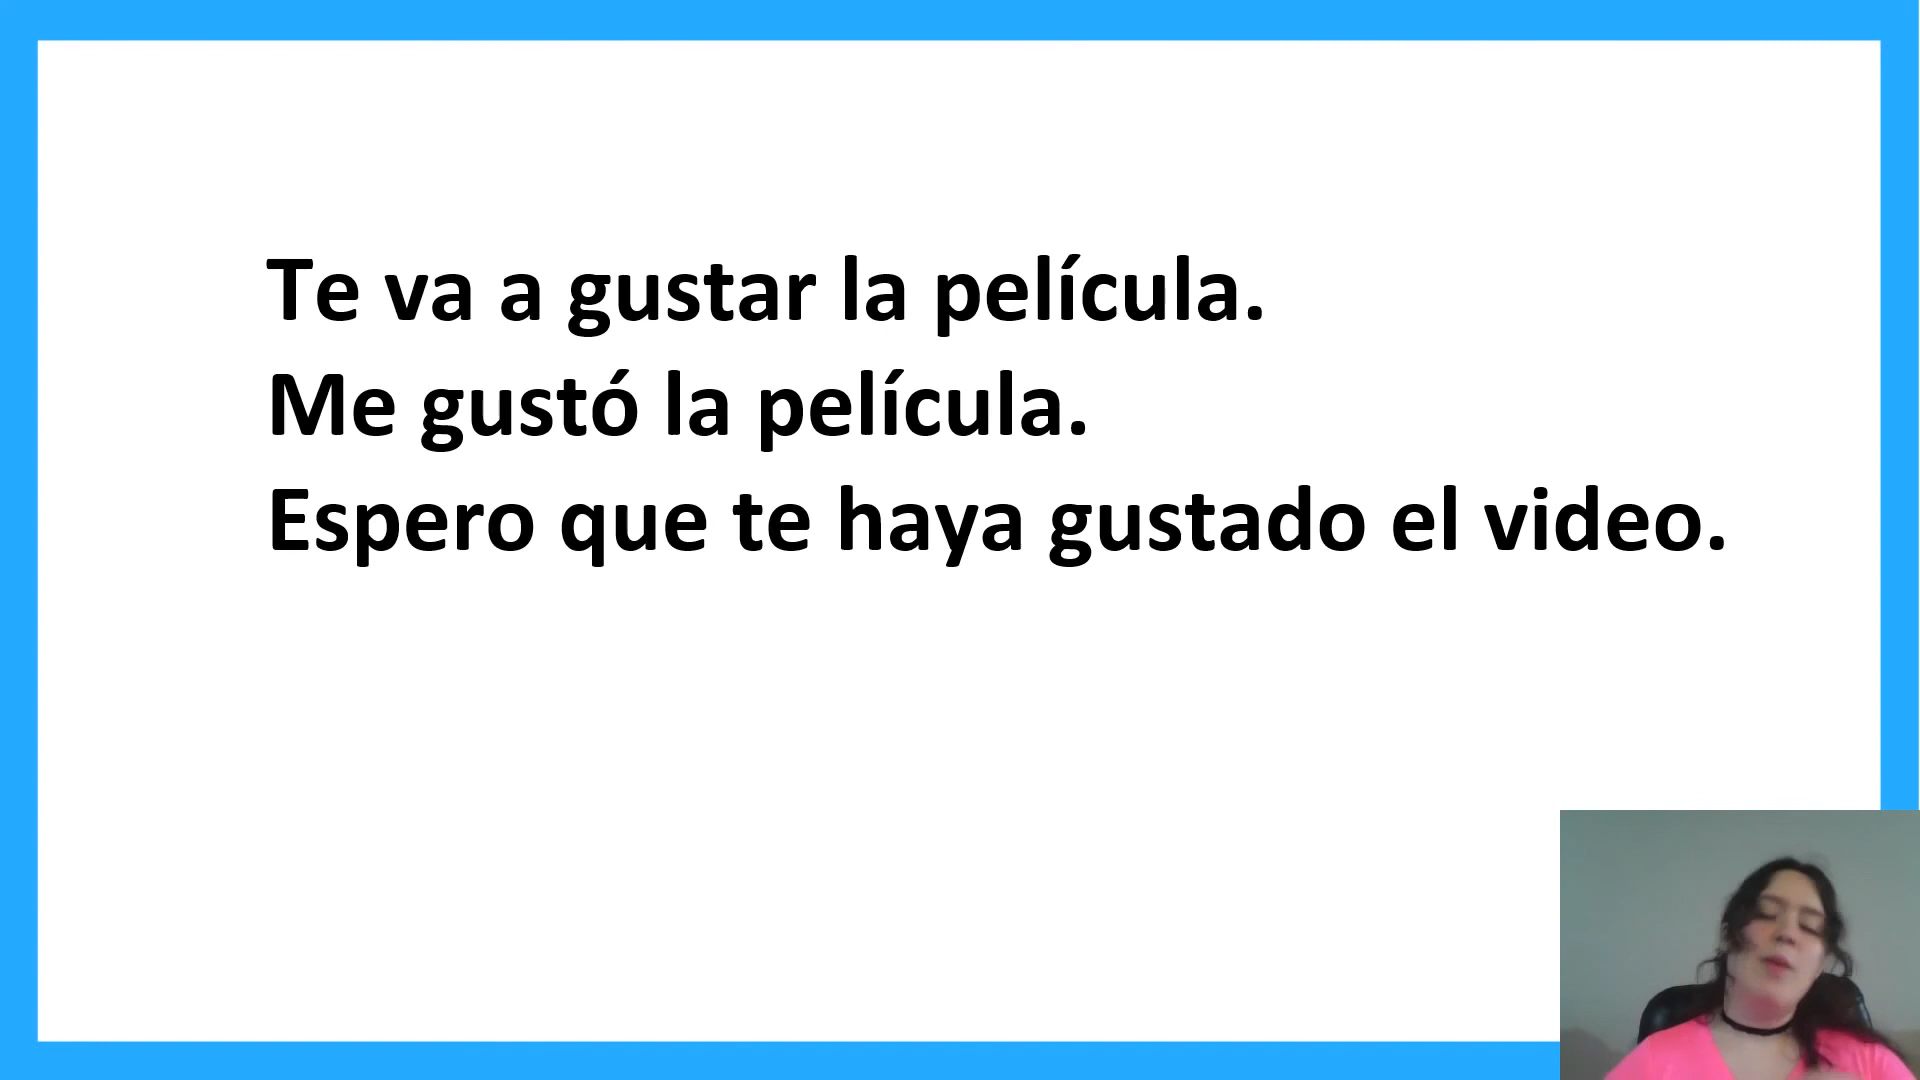 Te va a gustar la película.
Me gustó la película.
Espero que te haya gustado el video.